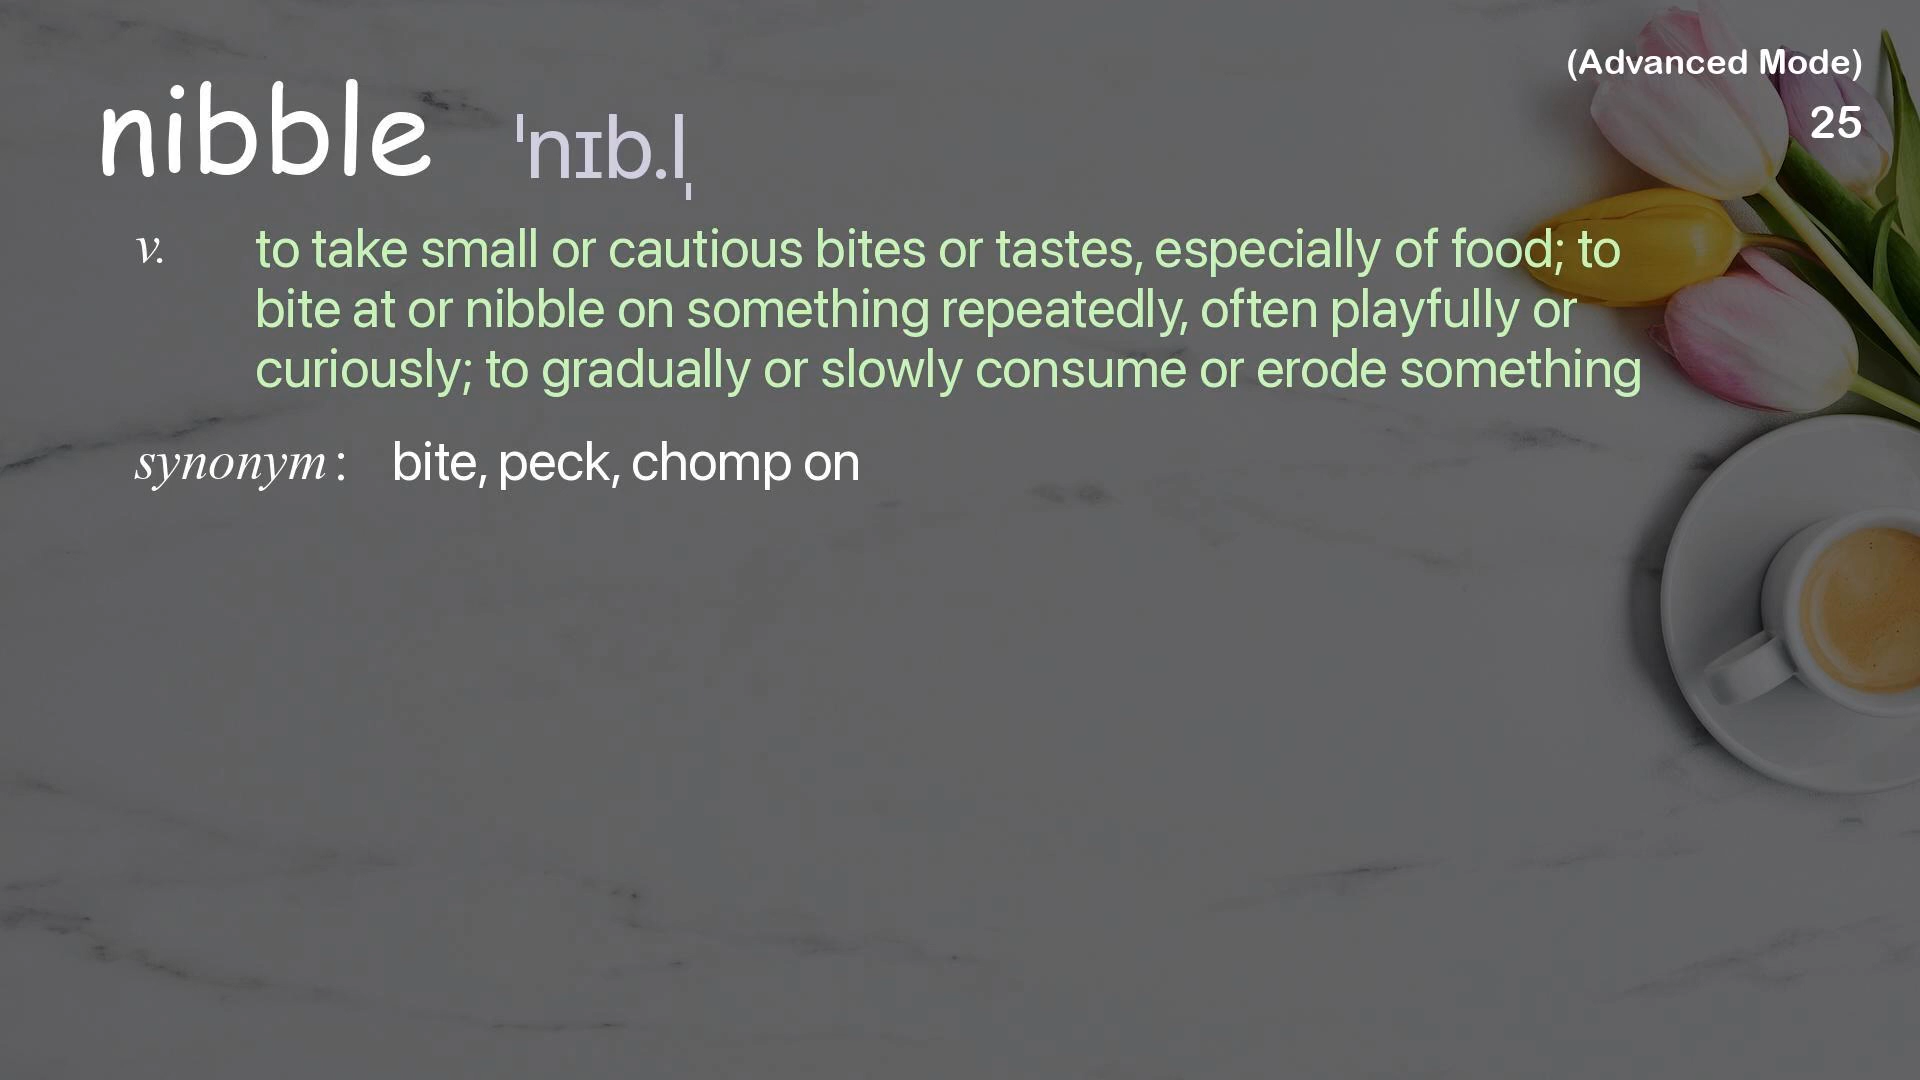 (Advanced Mode)
25
nibble ˈnɪb.l̩
v. to take small or cautious bites or tastes, especially of food; to
bite at or nibble on something repeatedly, often playfully or
curiously; to gradually or slowly consume or erode something
synonym: bite, peck, chomp on